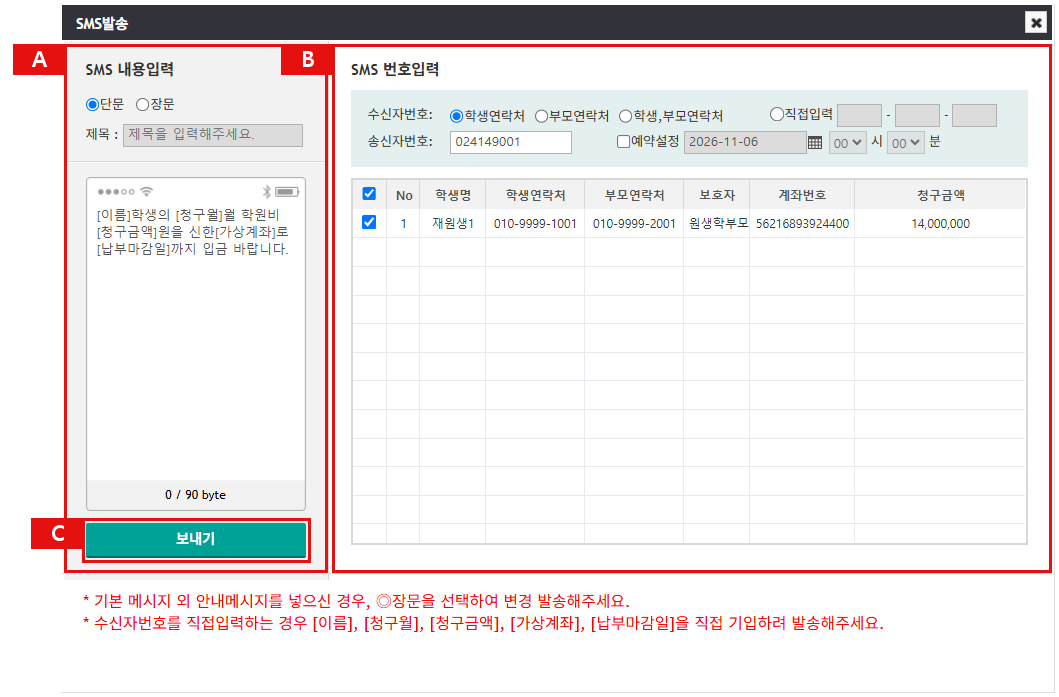 SMS발송
A
SMS 내용입력
단문 장문
제목 : 제목을 입력해주세요.
[이름]학생의 [청구월]월 학원비
[청구금액]원을 신한[가상계좌]로
[납부마감일]까지 입금 바랍니다.
0 / 90 byte
C
보내기
B
SMS 번호입력
수신자번호: 학생연락처 부모연락처 학생,부모연락처 직접입력 - -
송신자번호: 024149001 예약설정 2026-11-06 00 시 00 분
No 학생명 학생연락처 부모연락처 보호자 계좌번호 청구금액
1 재원생1 010-9999-1001 010-9999-2001 원생학부모 56216893924400 14,000,000
* 기본 메시지 외 안내메시지를 넣으신 경우, ◎장문을 선택하여 변경 발송해주세요.
* 수신자번호를 직접입력하는 경우 [이름], [청구월], [청구금액], [가상계좌], [납부마감일]을 직접 기입하려 발송해주세요.